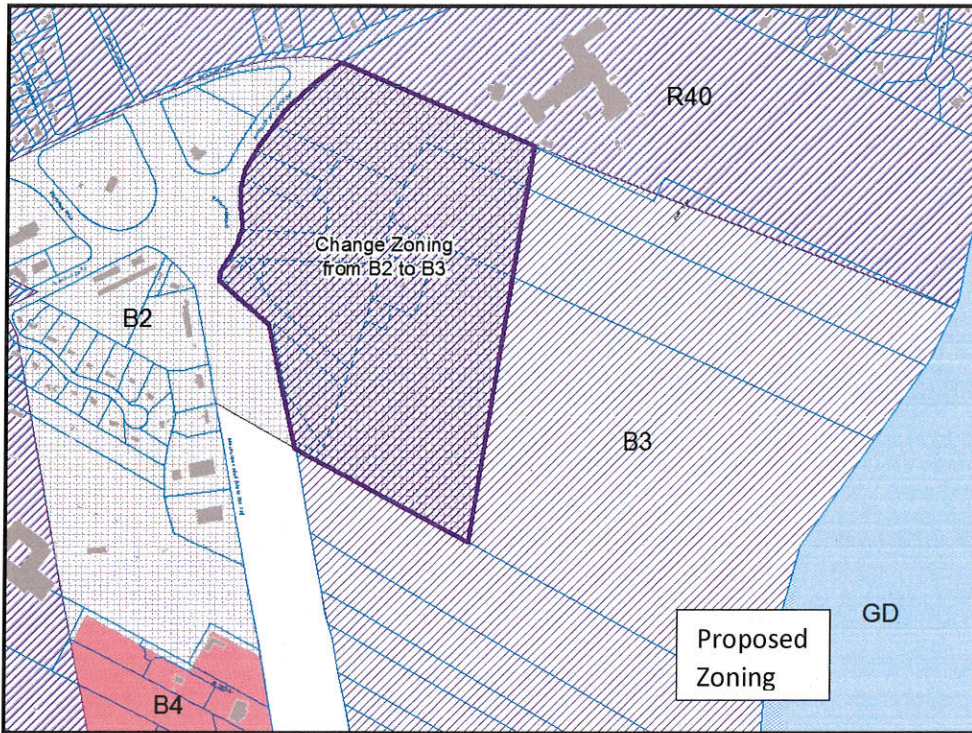 R40
Change Zoning
from B2 to B3
B2
B3
GD
Proposed
Zoning
B4